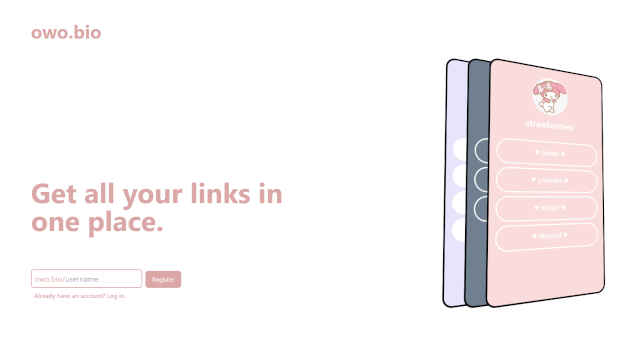 owo.bio
Get all your links in
one place.
owo.bio/username
Register
Already have an account? Log in.
strawburries
♥ twitch ♥
♥ youtube ♥
♥ twitter ♥
♥ discord ♥